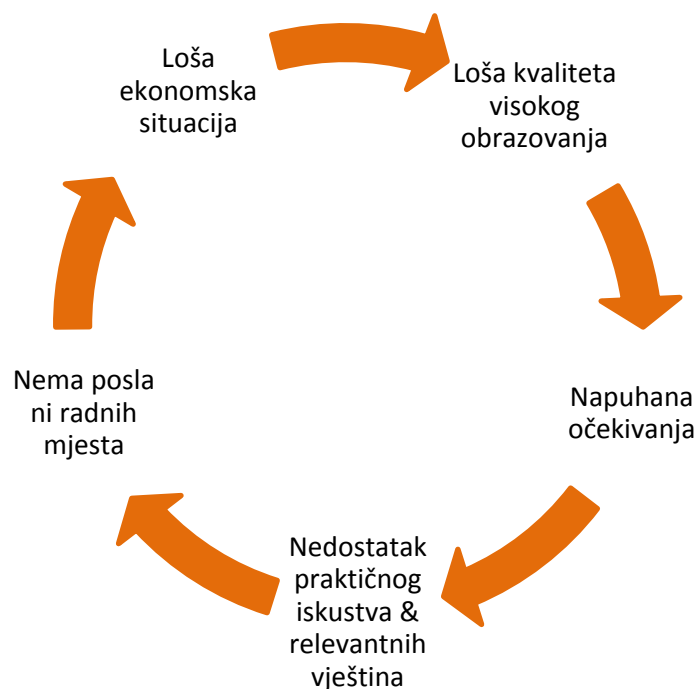 Loša
ekonomska
situacija
Loša kvaliteta
visokog
obrazovanja
Napuhana
očekivanja
Nedostatak
praktičnog
iskustva &
relevantnih
vještina
Nema posla
ni radnih
mjesta